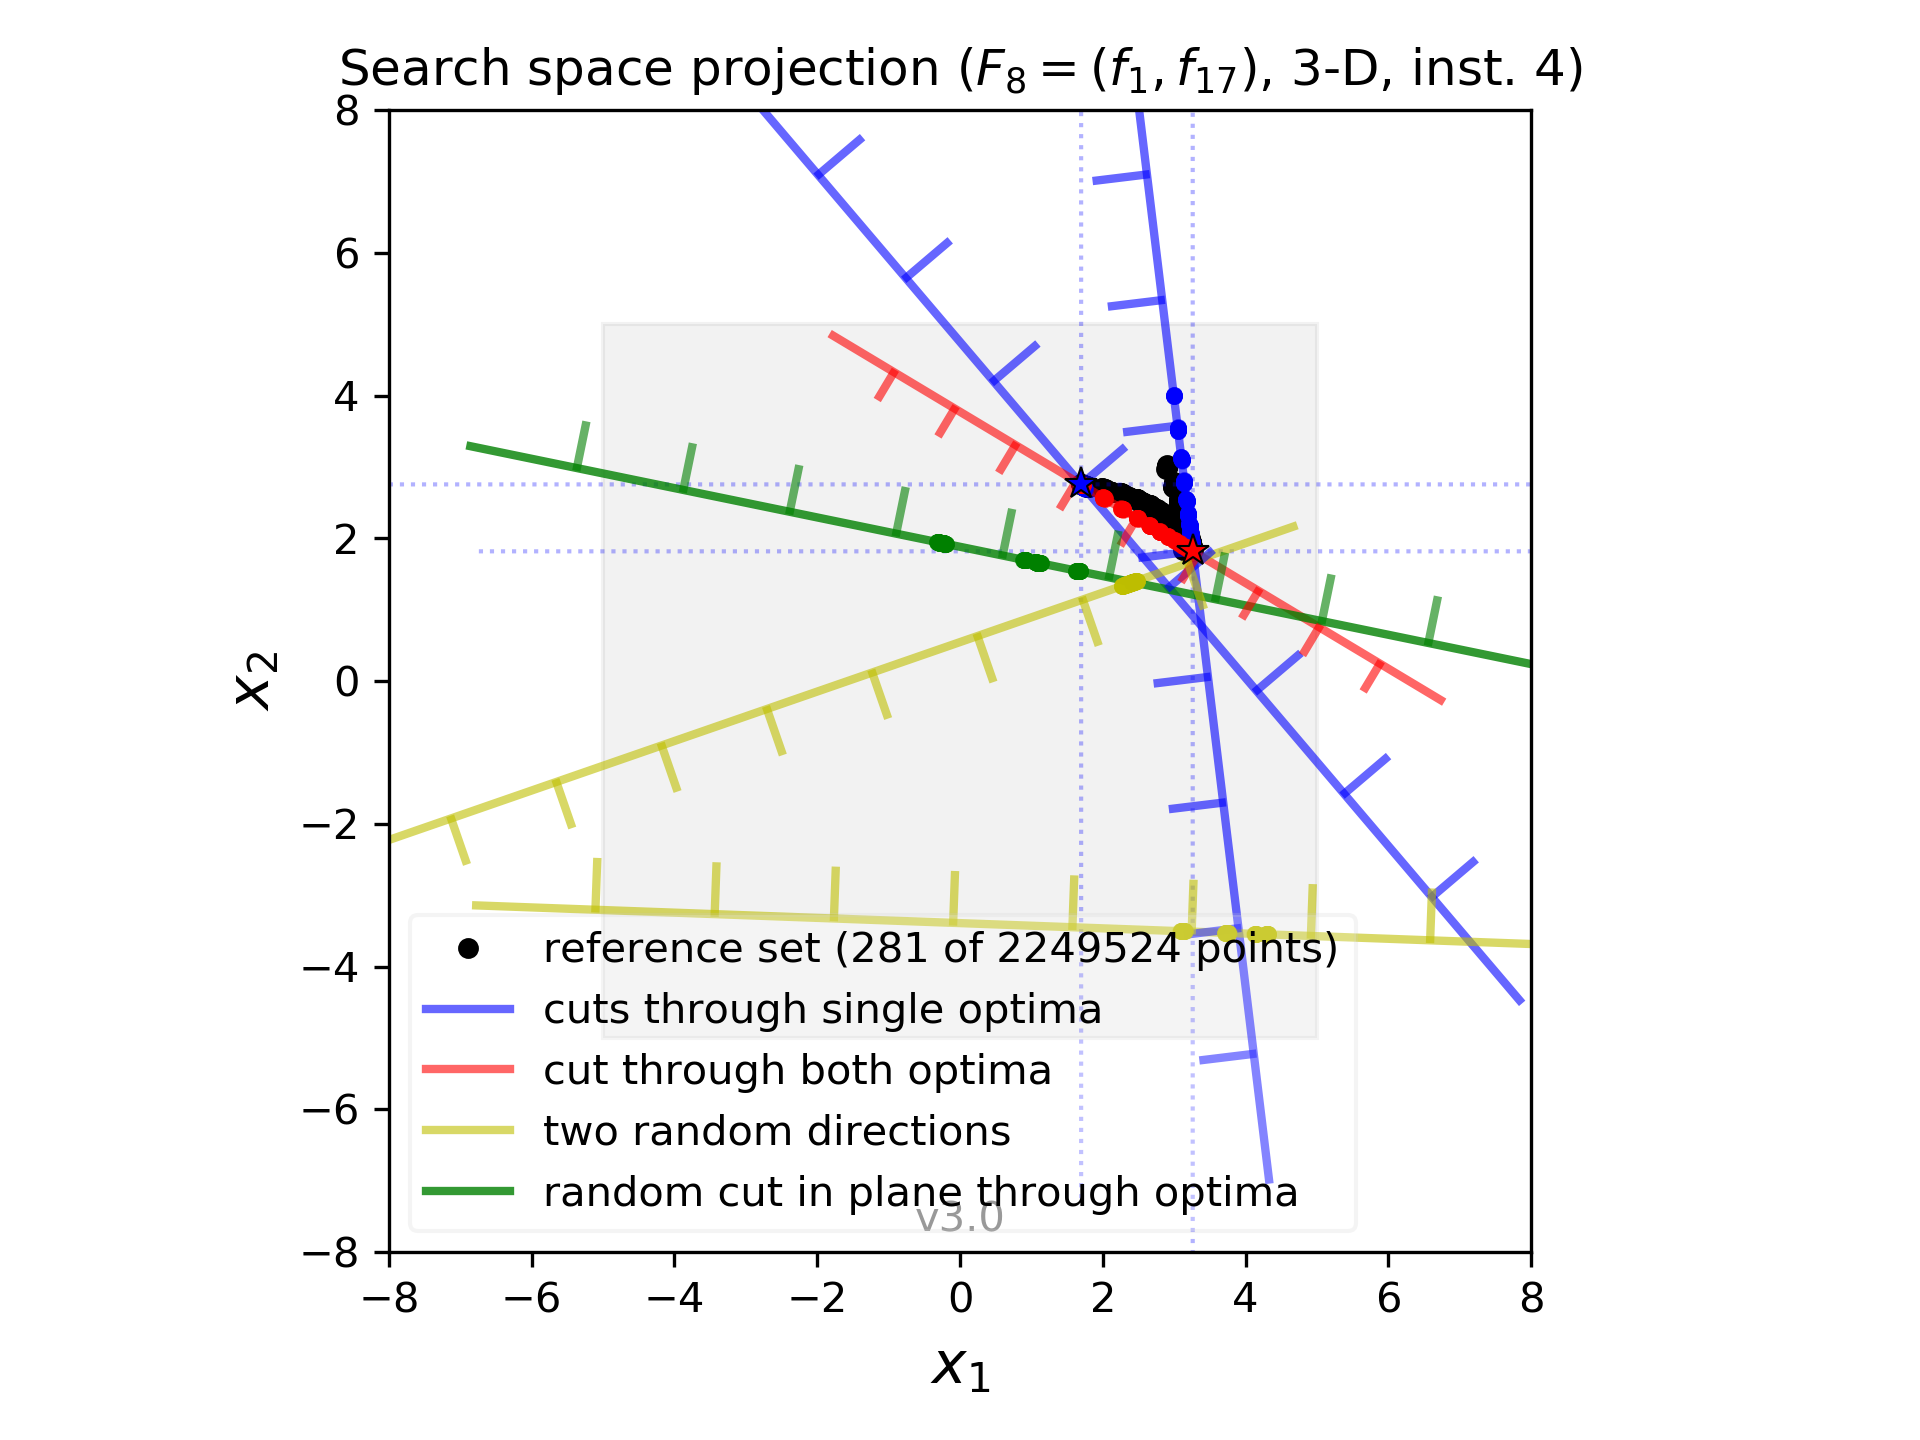 Search space projection (F₈ = (f₁, f₁₇), 3-D, inst. 4)
8
6
4
2
0
−2
−4
−6
−8
x₂
reference set (281 of 2249524 points)
cuts through single optima
cut through both optima
two random directions
random cut in plane through optima
v3.0
−8 −6 −4 −2 0 2 4 6 8
x₁